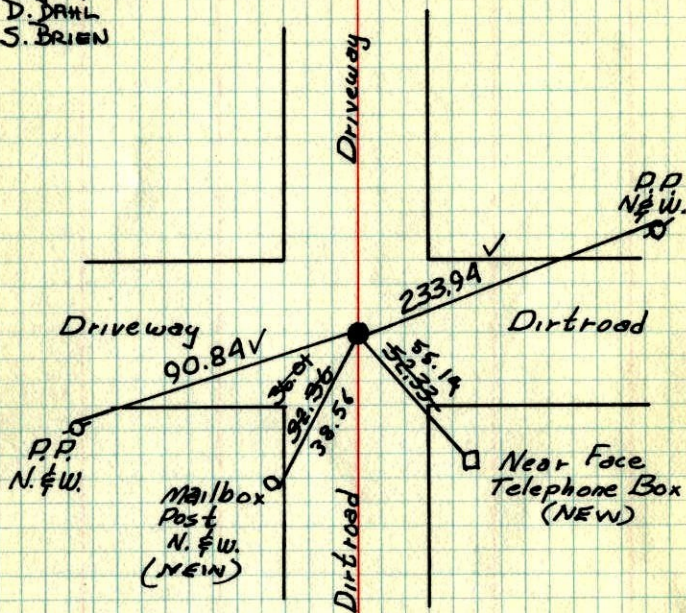 D. DAHL
S. BRIEN
Driveway
P.P.
N.&W.
233.94 ✓
Driveway
Dirtroad
90.84 ✓
36.01
92.36
38.56
55.19
52.33
P.P.
N.&W.
Mailbox
Post
N.&W.
(NEW)
Near Face
Telephone Box
(NEW)
Dirtroad